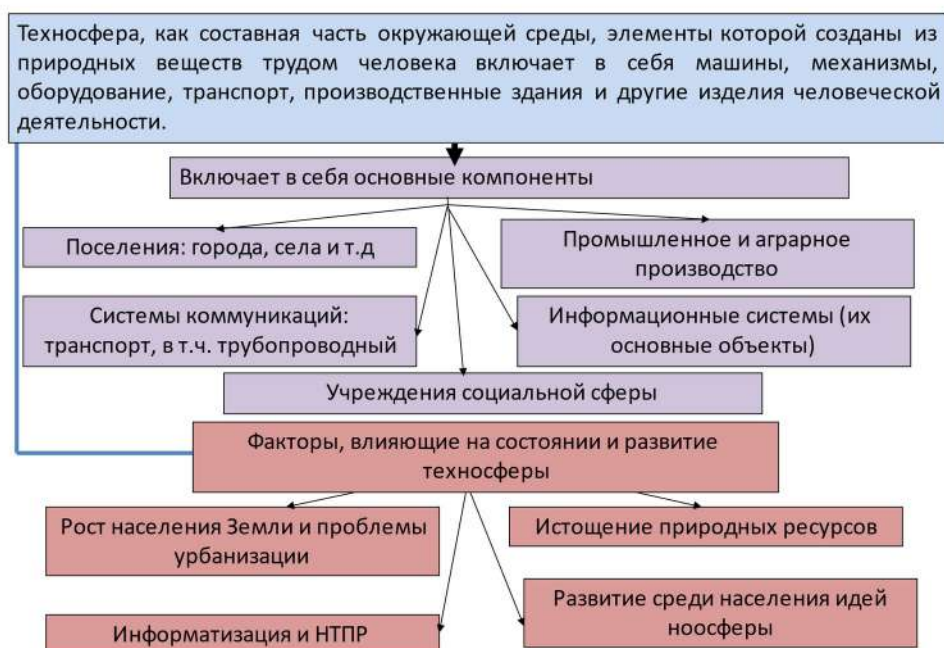 Техносфера, как составная часть окружающей среды, элементы которой созданы из
природных веществ трудом человека включает в себя машины, механизмы,
оборудование, транспорт, производственные здания и другие изделия человеческой
деятельности.
Включает в себя основные компоненты
Поселения: города, села и т.д
Промышленное и аграрное
производство
Системы коммуникаций:
транспорт, в т.ч. трубопроводный
Информационные системы (их
основные объекты)
Учреждения социальной сферы
Факторы, влияющие на состоянии и развитие
техносферы
Рост населения Земли и проблемы
урбанизации
Истощение природных ресурсов
Информатизация и НТПР
Развитие среди населения идей
ноосферы